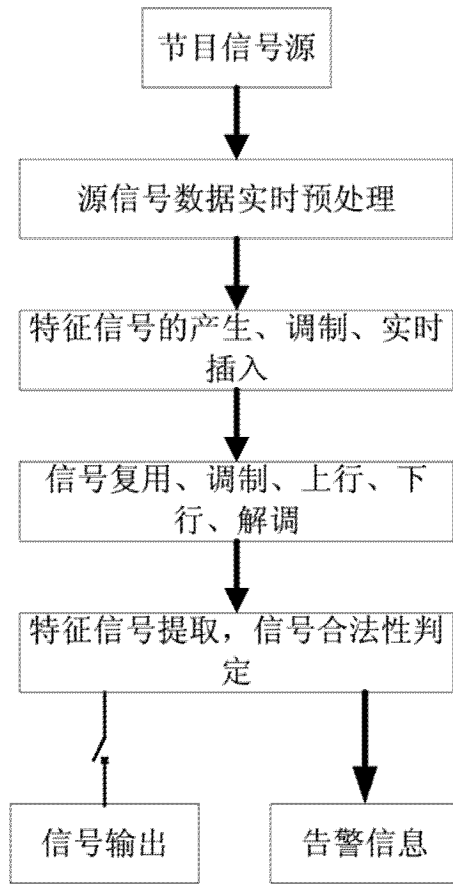 节目信号源
源信号数据实时预处理
特征信号的产生、调制、实时
插入
信号复用、调制、上行、下
行、解调
特征信号提取，信号合法性判
定
信号输出
告警信息